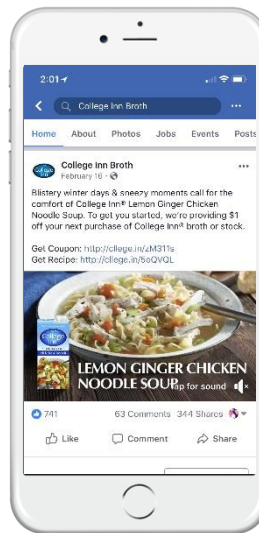 2:01
College Inn Broth
Home About Photos Jobs Events Posts
College Inn Broth
February 16
Blistery winter days & sneezy moments call for the
comfort of College Inn® Lemon Ginger Chicken
Noodle Soup. To get you started, we're providing $1
off your next purchase of College Inn® broth or stock.
Get Coupon: http://cllege.in/zM311s
Get Recipe: http://cllege.in/5oQVQL
College Inn
LEMON GINGER CHICKEN
NOODLE SOUP
Tap for sound
741 63 Comments 344 Shares
Like Comment Share